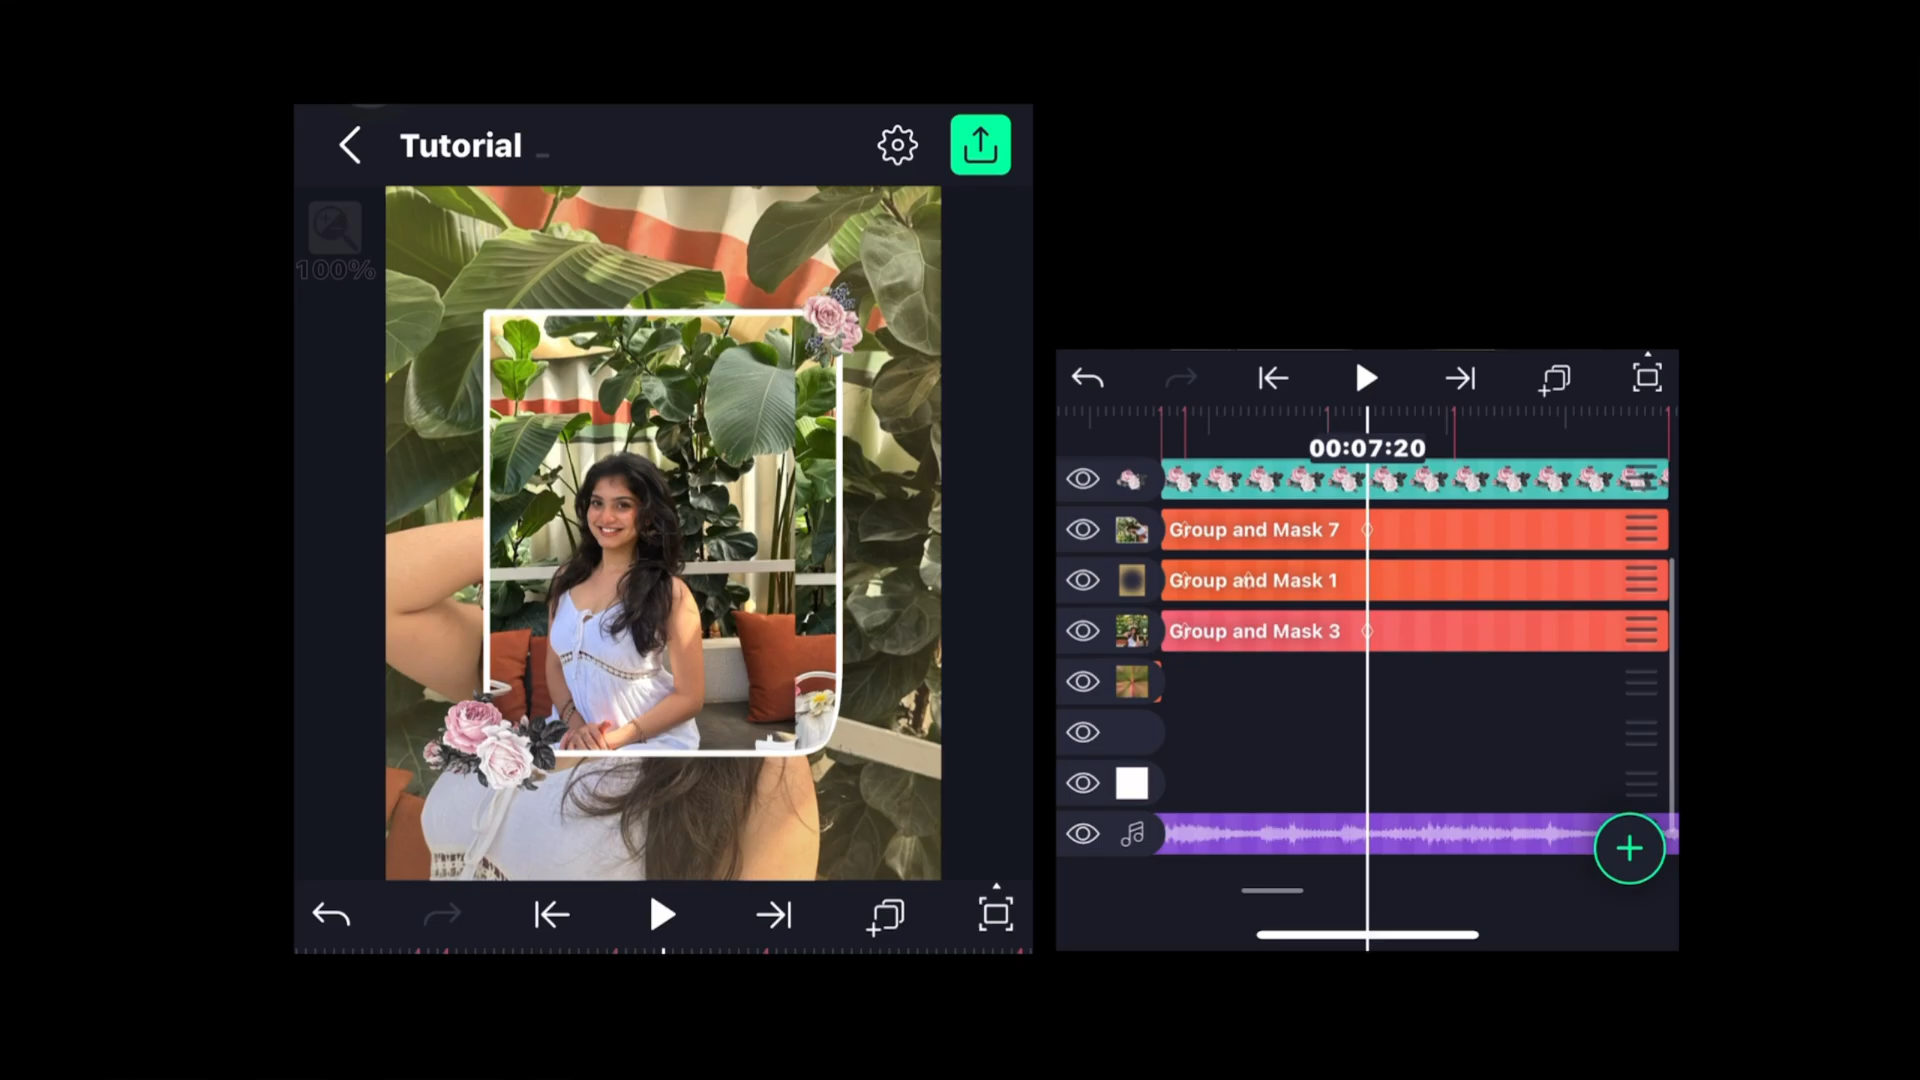 Tutorial
100%
00:07:20
Group and Mask 7
Group and Mask 1
Group and Mask 3